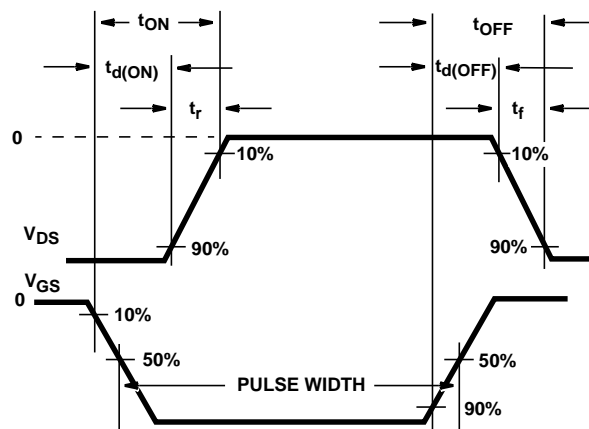 tON tOFF
td(ON) td(OFF)
tr tf
0 10% 10%
VDS 90% 90%
VGS
0 10%
50% 50%
PULSE WIDTH
90%